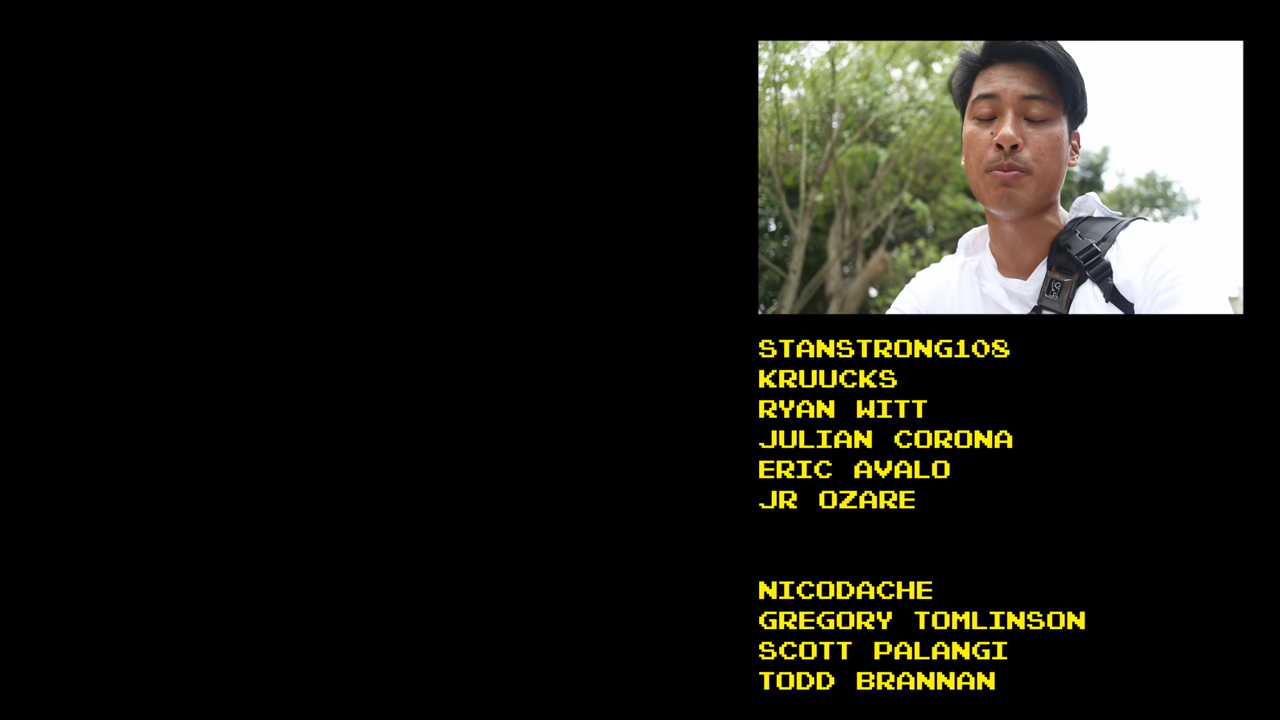 STANSTRONG108
KRUUCKS
RYAN WITT
JULIAN CORONA
ERIC AVALO
JR OZARE
NICODACHE
GREGORY TOMLINSON
SCOTT PALANGI
TODD BRANNAN